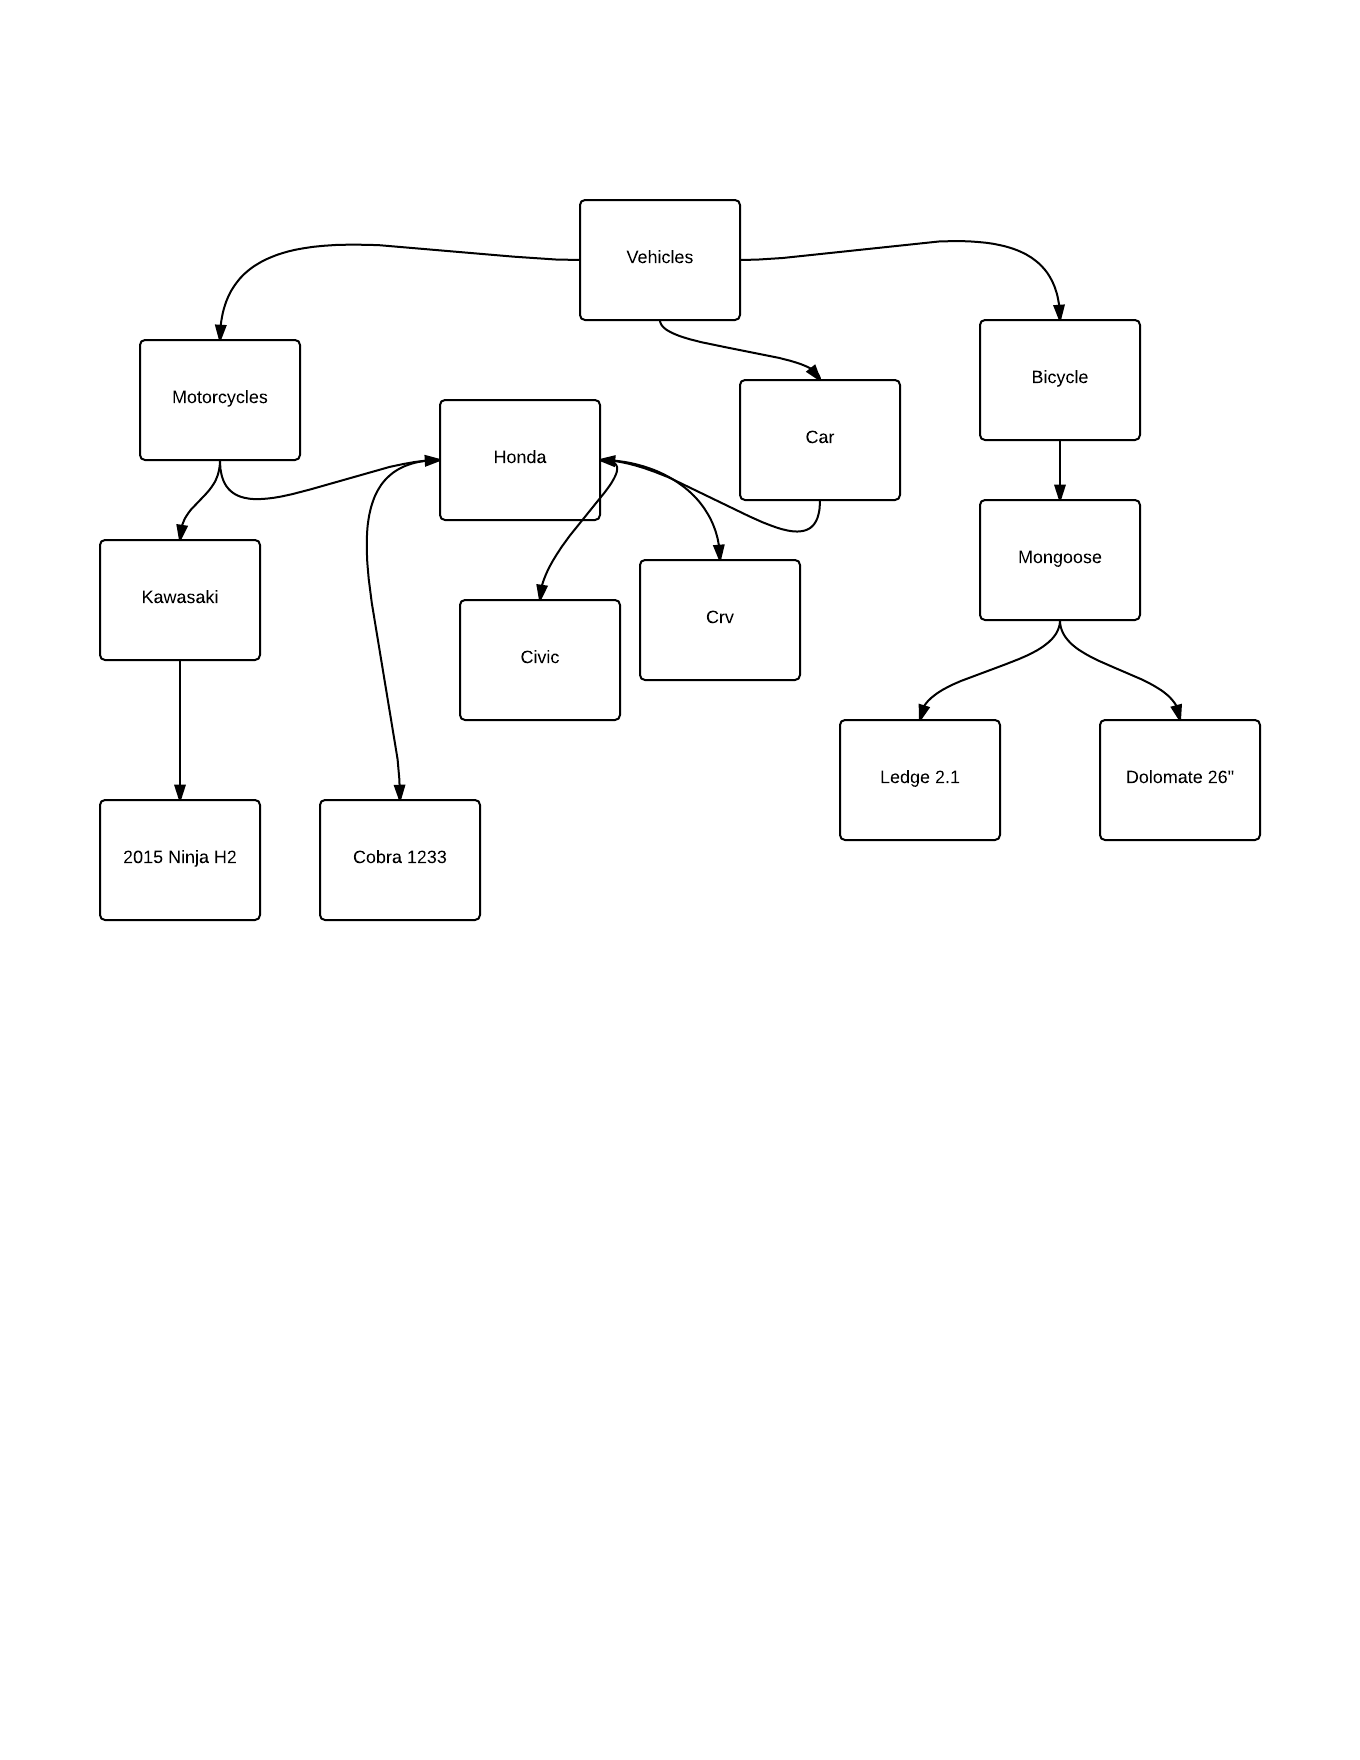 Vehicles
Motorcycles
Honda
Car
Bicycle
Kawasaki
Civic
Crv
Mongoose
2015 Ninja H2
Cobra 1233
Ledge 2.1
Dolomate 26"